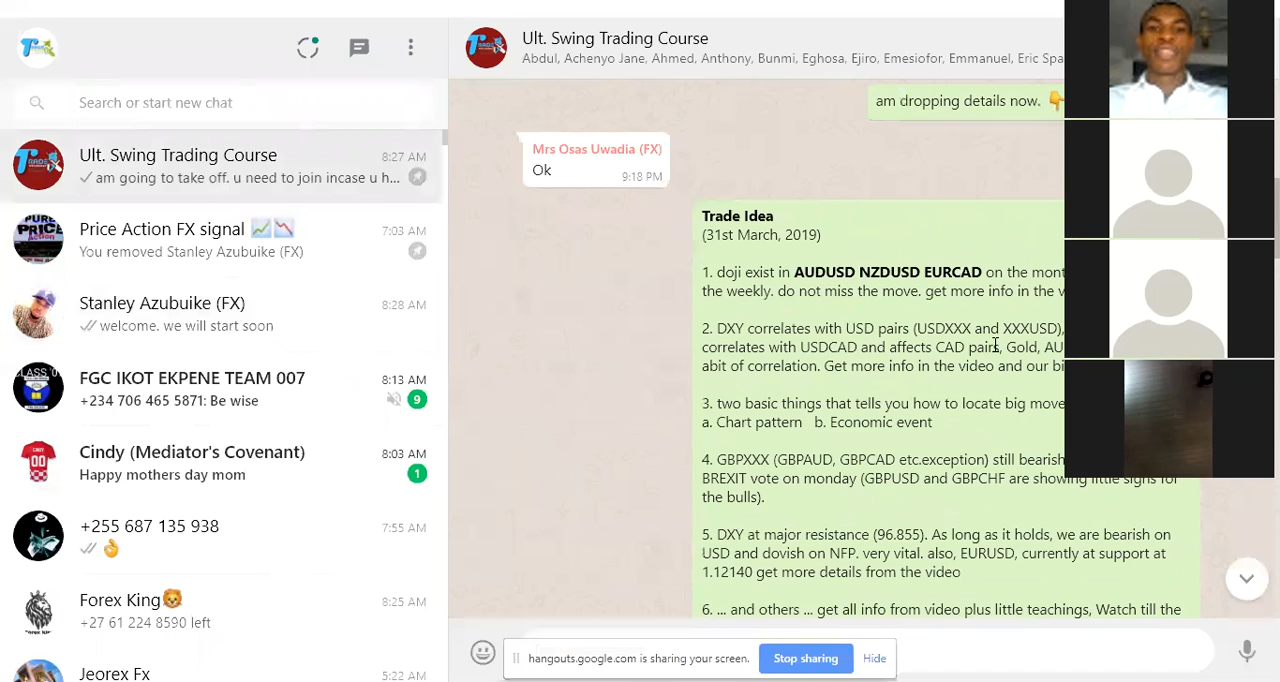 Search or start new chat
Ult. Swing Trading Course
8:27 AM
am going to take off. u need to join incase u h...
Price Action FX signal 📈📉
7:03 AM
You removed Stanley Azubuike (FX)
Stanley Azubuike (FX)
8:28 AM
welcome. we will start soon
FGC IKOT EKPENE TEAM 007
8:13 AM
+234 706 465 5871: Be wise
9
Cindy (Mediator's Covenant)
8:03 AM
Happy mothers day mom
1
+255 687 135 938
7:55 AM
👌
Forex King🦁
8:25 AM
+27 61 224 8590 left
Jeorex Fx
5:22 AM
Ult. Swing Trading Course
Abdul, Achenyo Jane, Ahmed, Anthony, Bunmi, Eghosa, Ejiro, Emesiofor, Emmanuel, Eric Spa
am dropping details now. 👇
Mrs Osas Uwadia (FX)
Ok
9:18 PM
Trade Idea
(31st March, 2019)
1. doji exist in AUDUSD NZDUSD EURCAD on the mont
the weekly. do not miss the move. get more info in the v
2. DXY correlates with USD pairs (USDXXX and XXXUSD),
correlates with USDCAD and affects CAD pairs, Gold, AU
abit of correlation. Get more info in the video and our bi
3. two basic things that tells you how to locate big move
a. Chart pattern b. Economic event
4. GBPXXX (GBPAUD, GBPCAD etc.exception) still bearish
BREXIT vote on monday (GBPUSD and GBPCHF are showing little signs for
the bulls).
5. DXY at major resistance (96.855). As long as it holds, we are bearish on
USD and dovish on NFP. very vital. also, EURUSD, currently at support at
1.12140 get more details from the video
6. ... and others ... get all info from video plus little teachings, Watch till the
hangouts.google.com is sharing your screen.
Stop sharing
Hide